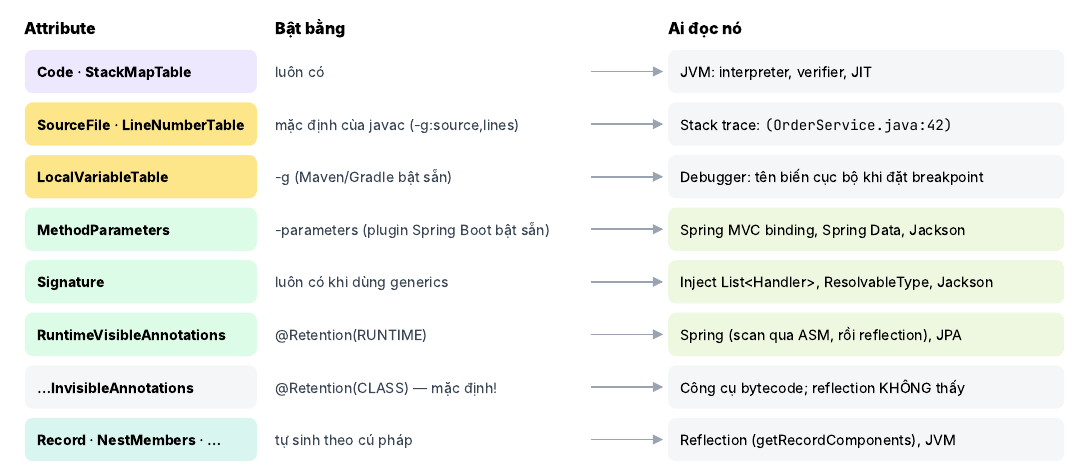 Attribute Bật bằng Ai đọc nó
Code · StackMapTable luôn có JVM: interpreter, verifier, JIT
SourceFile · LineNumberTable mặc định của javac (-g:source,lines) Stack trace: (OrderService.java:42)
LocalVariableTable -g (Maven/Gradle bật sẵn) Debugger: tên biến cục bộ khi đặt breakpoint
MethodParameters -parameters (plugin Spring Boot bật sẵn) Spring MVC binding, Spring Data, Jackson
Signature luôn có khi dùng generics Inject List<Handler>, ResolvableType, Jackson
RuntimeVisibleAnnotations @Retention(RUNTIME) Spring (scan qua ASM, rồi reflection), JPA
…InvisibleAnnotations @Retention(CLASS) — mặc định! Công cụ bytecode; reflection KHÔNG thấy
Record · NestMembers · … tự sinh theo cú pháp Reflection (getRecordComponents), JVM